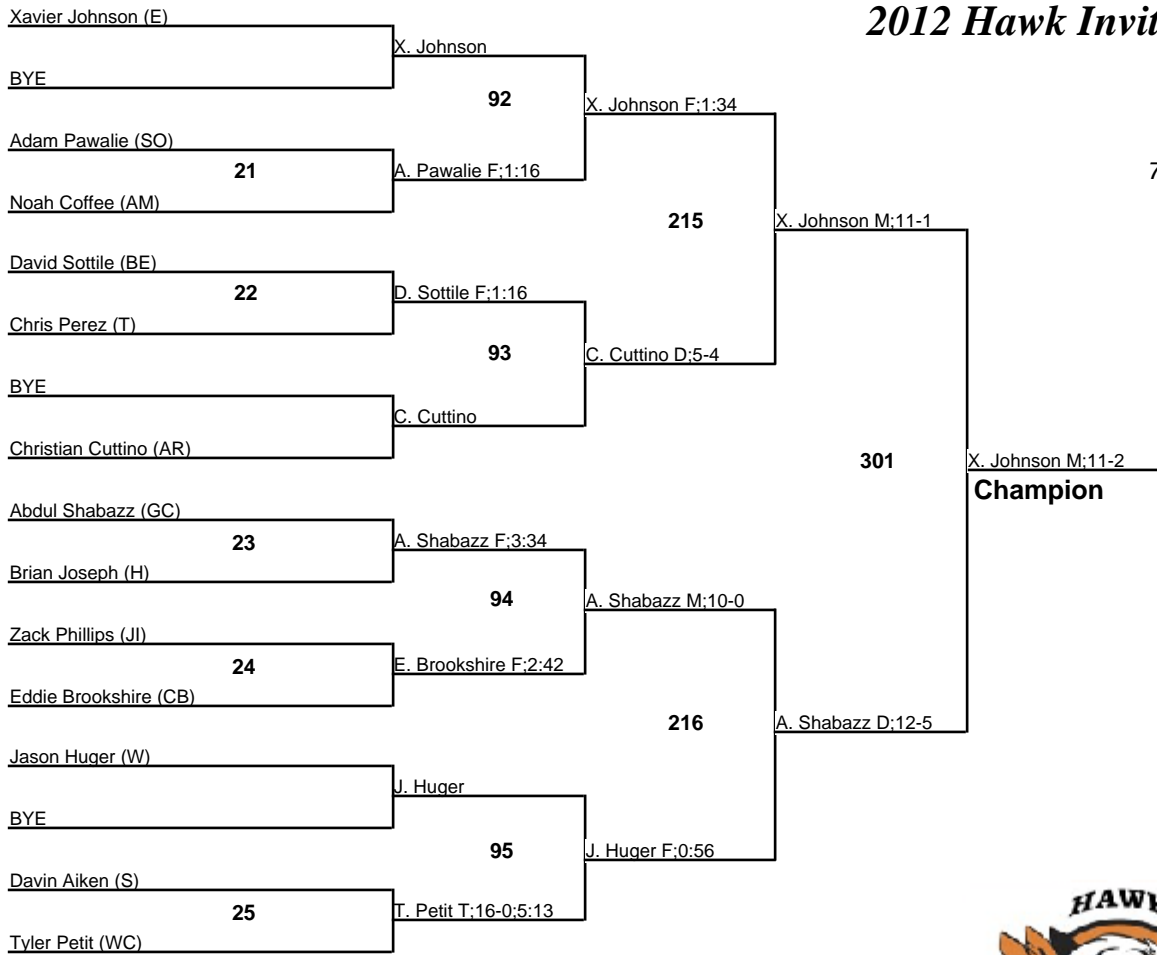 2012 Hawk Invit
Xavier Johnson (E)
X. Johnson
BYE
92
X. Johnson F;1:34
Adam Pawalie (SO)
21
A. Pawalie F;1:16
7
Noah Coffee (AM)
215
X. Johnson M;11-1
David Sottile (BE)
22
D. Sottile F;1:16
Chris Perez (T)
93
C. Cuttino D;5-4
BYE
C. Cuttino
Christian Cuttino (AR)
301
X. Johnson M;11-2
Champion
Abdul Shabazz (GC)
23
A. Shabazz F;3:34
Brian Joseph (H)
94
A. Shabazz M;10-0
Zack Phillips (JI)
24
E. Brookshire F;2:42
Eddie Brookshire (CB)
216
A. Shabazz D;12-5
Jason Huger (W)
J. Huger
BYE
95
J. Huger F;0:56
Davin Aiken (S)
25
T. Petit T;16-0;5:13
Tyler Petit (WC)
HAWK